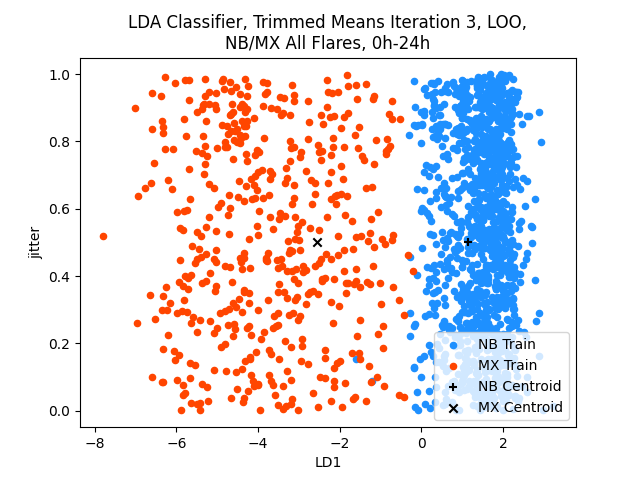 LDA Classifier, Trimmed Means Iteration 3, LOO,
NB/MX All Flares, 0h-24h
1.0
0.8
0.6
0.4
0.2
0.0
jitter
NB Train
MX Train
NB Centroid
MX Centroid
−8
−6
−4
−2
0
2
LD1